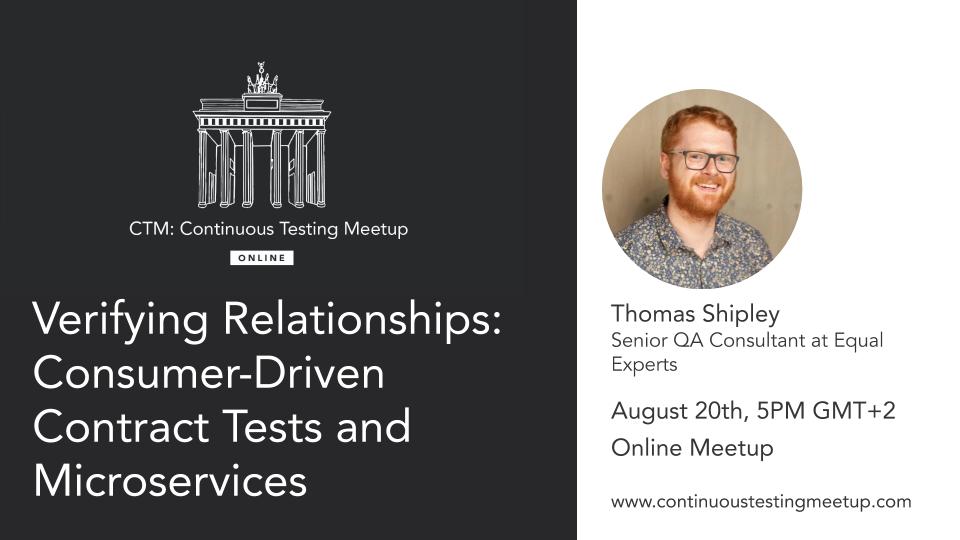 CTM: Continuous Testing Meetup
ONLINE
Verifying Relationships:
Consumer-Driven
Contract Tests and
Microservices
Thomas Shipley
Senior QA Consultant at Equal
Experts
August 20th, 5PM GMT+2
Online Meetup
www.continuoustestingmeetup.com